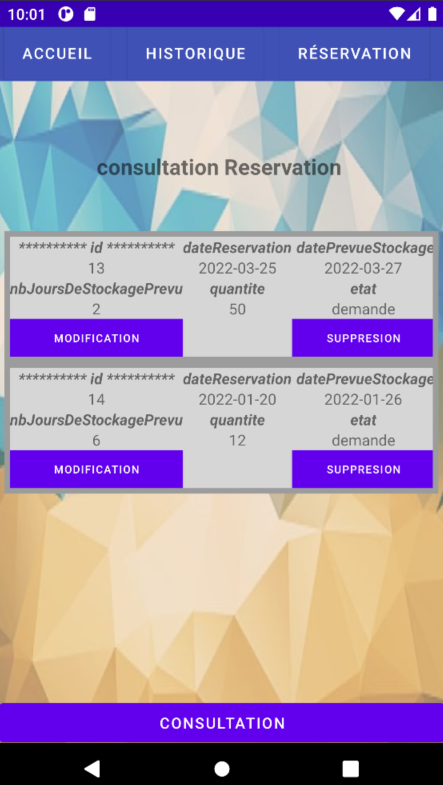 10:01
ACCUEIL HISTORIQUE RÉSERVATION
consultation Reservation
********** id ********** dateReservation datePrevueStockage
13 2022-03-25 2022-03-27
nbJoursDeStockagePrevu quantite etat
2 50 demande
MODIFICATION SUPPRESION
********** id ********** dateReservation datePrevueStockage
14 2022-01-20 2022-01-26
nbJoursDeStockagePrevu quantite etat
6 12 demande
MODIFICATION SUPPRESION
CONSULTATION